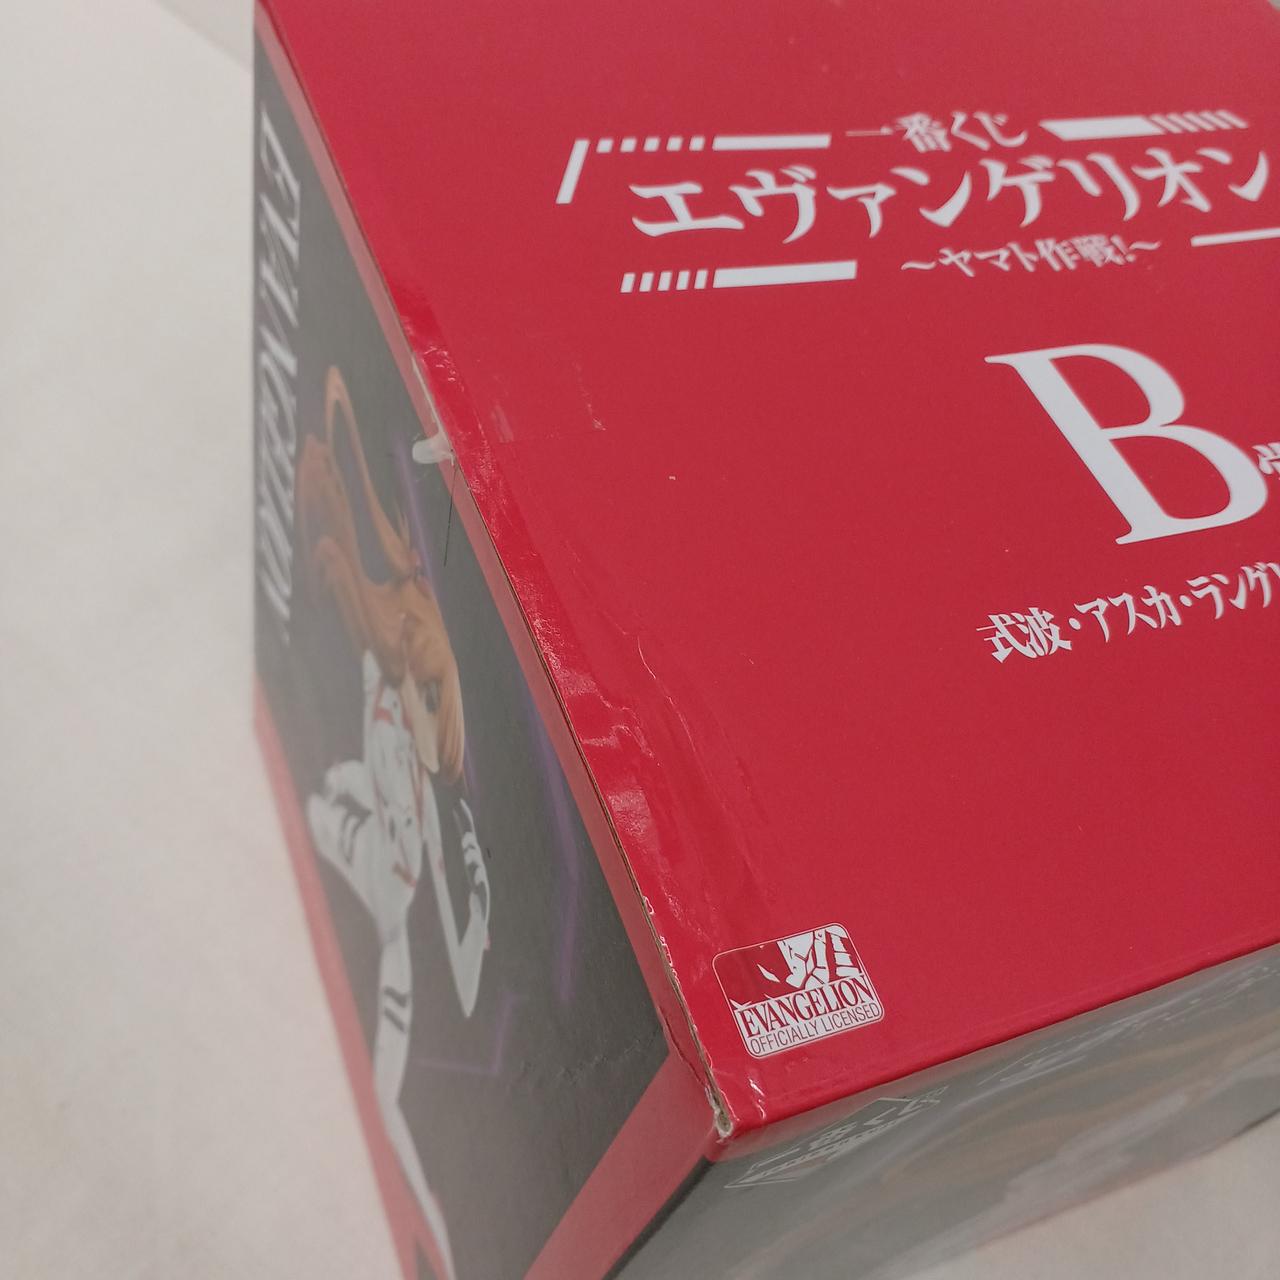 一番くじ
エヴァンゲリオン
～ヤマト作戦!～
B
式波・アスカ・ラング
EVANGELION
OFFICIALLY LICENSED
EVANGELION